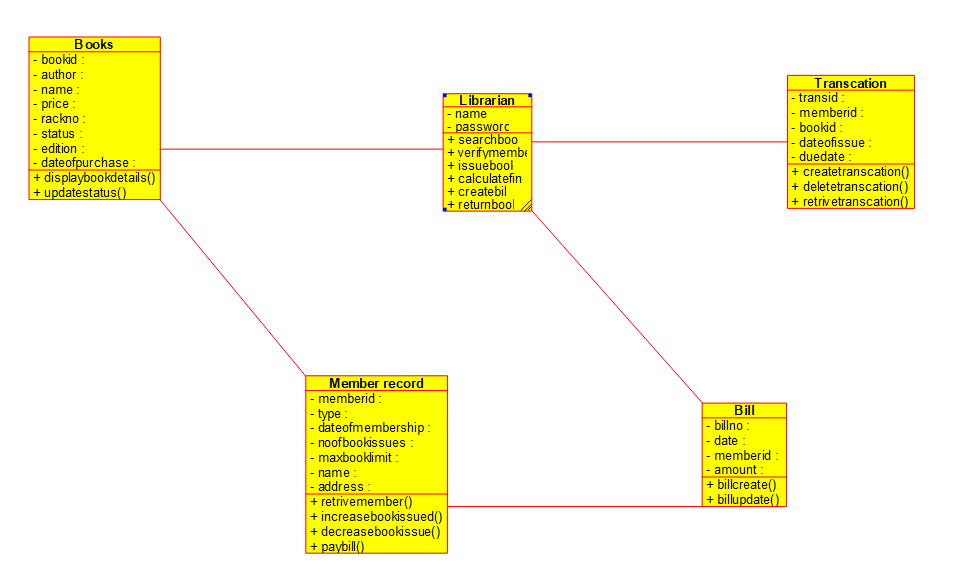 Books
- bookid :
- author :
- name :
- price :
- rackno :
- status :
- edition :
- dateofpurchase :
+ displaybookdetails()
+ updatestatus()
Librarian
- name
- password
+ searchboo
+ verifymembe
+ issuebook
+ calculatefin
+ createbil
+ returnbool
Transcation
- transid :
- memberid :
- bookid :
- dateofissue :
- duedate :
+ createtranscation()
+ deletetranscation()
+ retrivetranscation()
Member record
- memberid :
- type :
- dateofmembership :
- noofbookissues :
- maxbooklimit :
- name :
- address :
+ retrivemember()
+ increasebookissued()
+ decreasebookissue()
+ paybill()
Bill
- billno :
- date :
- memberid :
- amount :
+ billcreate()
+ billupdate()